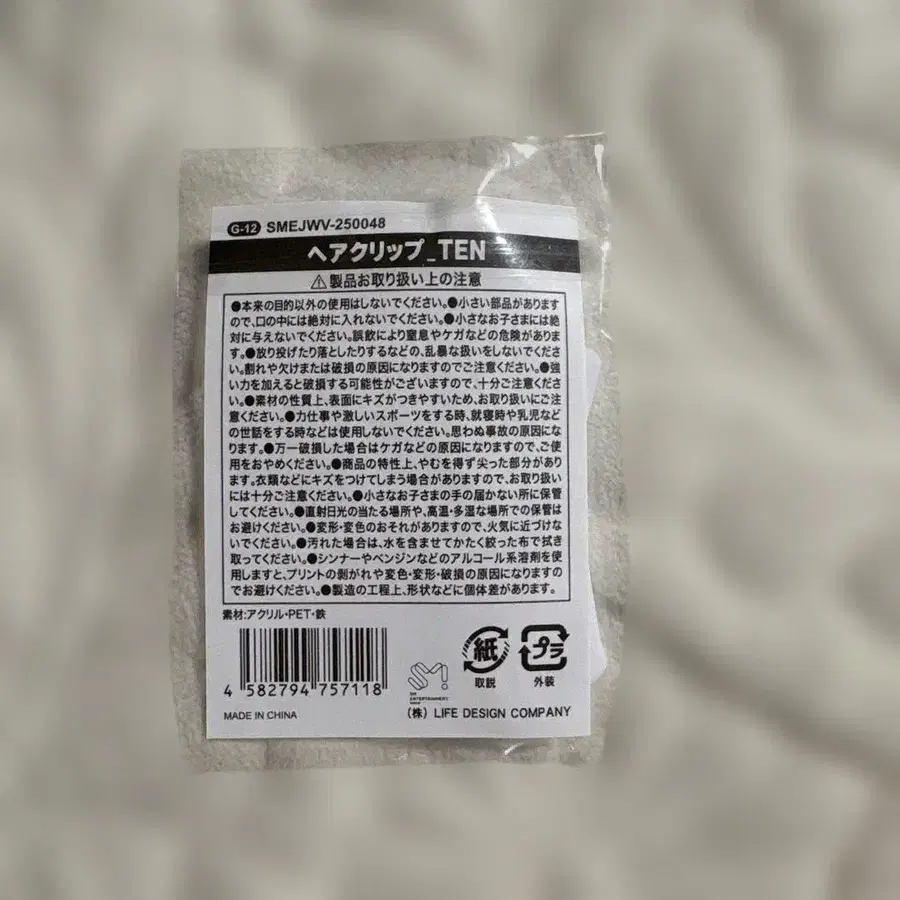 G-12 SMEJWV-250048
ヘアクリップ_TEN
⚠製品お取り扱い上の注意
●本来の目的以外の使用はしないでください。●小さい部品があります
ので、口の中には絶対に入れないでください。●小さなお子さまには絶
対に与えないでください。誤飲により窒息やケガなどの危険がありま
す。●放り投げたり落としたりするなどの、乱暴な扱いをしないでくださ
い。割れや欠けまたは破損の原因になりますのでご注意ください。●強
い力を加えると破損する可能性がございますので、十分ご注意くださ
い。●素材の性質上、表面にキズがつきやすいため、お取り扱いにご注
意ください。●力仕事や激しいスポーツをする時、就寝時や乳児など
の世話をする時などは使用しないでください。思わぬ事故の原因にな
ります。●万一破損した場合はケガなどの原因になりますので、ご使
用をおやめください。●商品の特性上、やむを得ず尖った部分があり
ます。衣類などにキズをつけてしまう場合がありますので、お取り扱い
には十分ご注意ください。●小さなお子さまの手の届かない所に保管
してください。●直射日光の当たる場所や、高温・多湿な場所での保管は
お避けください。●変形・変色のおそれがありますので、火気に近づけな
いでください。●汚れた場合は、水を含ませてかたく絞った布で拭き
取ってください。●シンナーやベンジンなどのアルコール系溶剤を使
用しますと、プリントの剥がれや変色・変形・破損の原因になりますの
でお避けください。●製造の工程上、形状などに個体差があります。
素材:アクリル・PET・鉄
4 582794 757118
MADE IN CHINA
SM!
SM
ENTERTAINMENT
紙
取説
プラ
外装
(株) LIFE DESIGN COMPANY